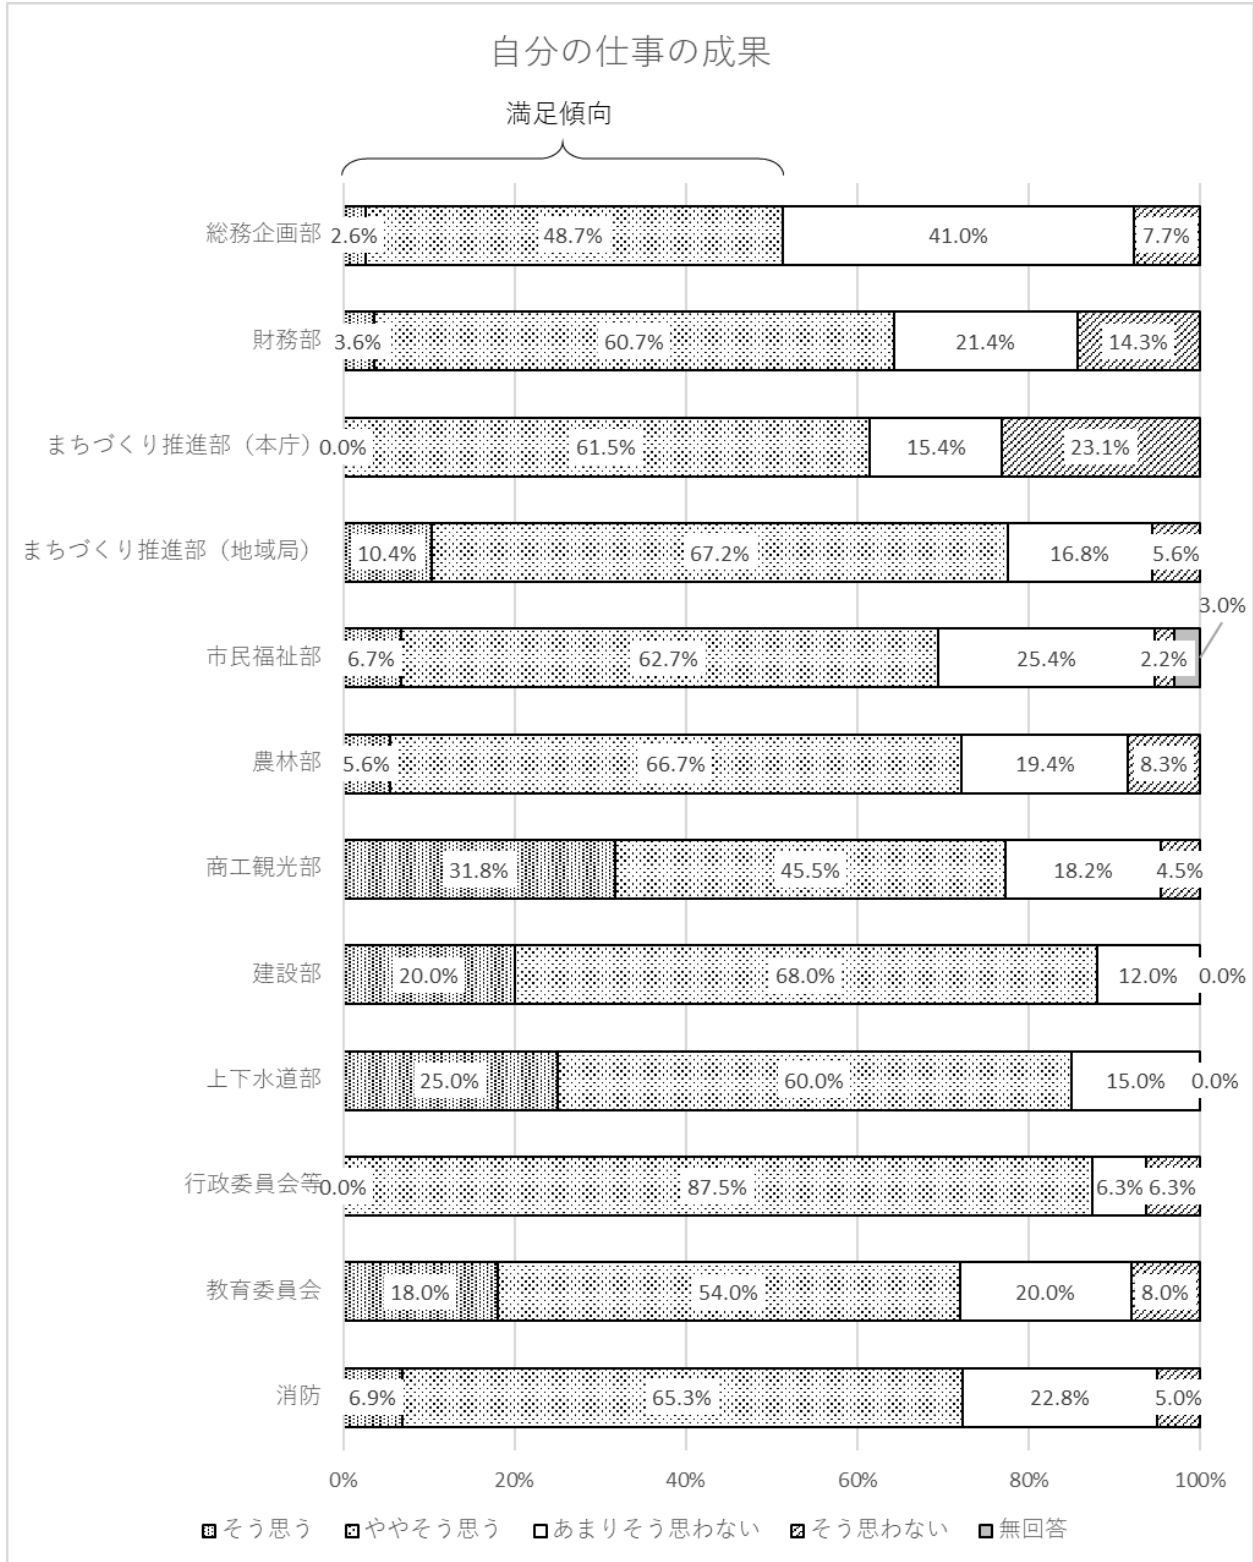 自分の仕事の成果
満足傾向
総務企画部 2.6% 48.7% 41.0% 7.7%
財務部 3.6% 60.7% 21.4% 14.3%
まちづくり推進部（本庁） 0.0% 61.5% 15.4% 23.1%
まちづくり推進部（地域局） 10.4% 67.2% 16.8% 5.6%
3.0%
市民福祉部 6.7% 62.7% 25.4% 2.2%
農林部 5.6% 66.7% 19.4% 8.3%
商工観光部 31.8% 45.5% 18.2% 4.5%
建設部 20.0% 68.0% 12.0% 0.0%
上下水道部 25.0% 60.0% 15.0% 0.0%
行政委員会等 0.0% 87.5% 6.3% 6.3%
教育委員会 18.0% 54.0% 20.0% 8.0%
消防 6.9% 65.3% 22.8% 5.0%
0% 20% 40% 60% 80% 100%
そう思う ややそう思う あまりそう思わない そう思わない 無回答